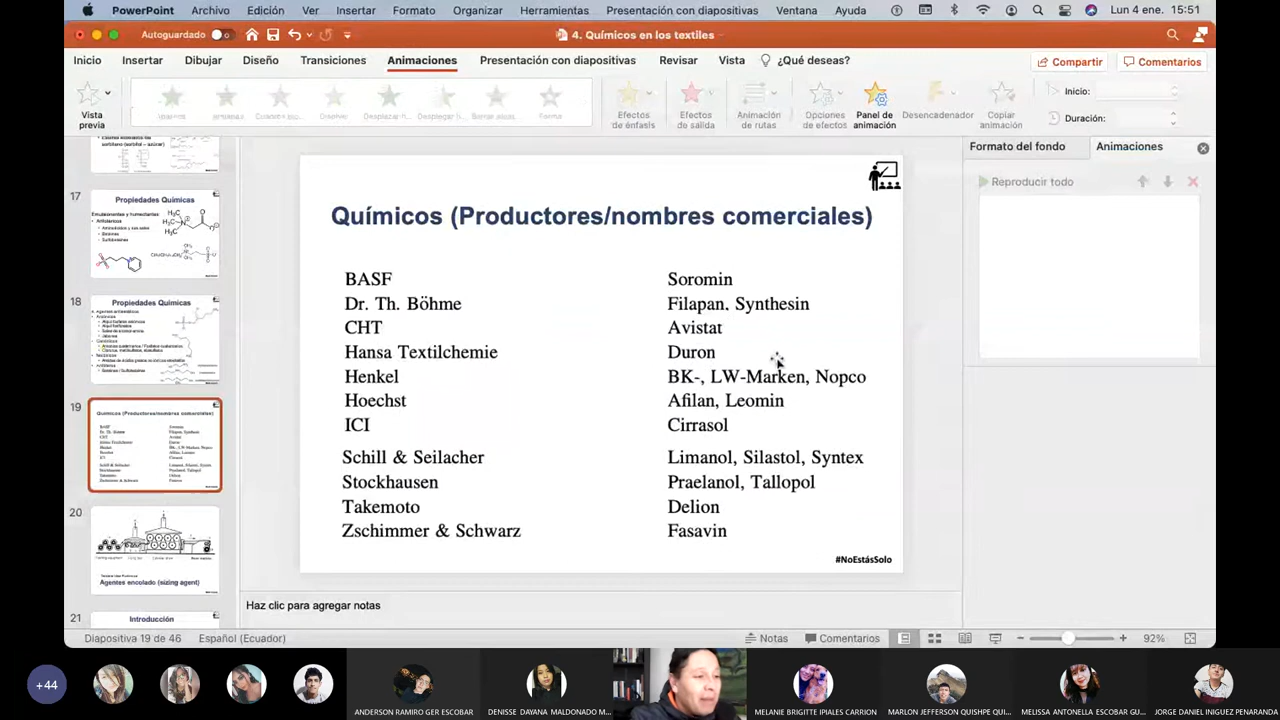 PowerPoint Archivo Edición Ver Insertar Formato Organizar Herramientas Presentación con diapositivas Ventana Ayuda Lun 4 ene. 15:51
Autoguardado 4. Químicos en los textiles
Inicio Insertar Dibujar Diseño Transiciones Animaciones Presentación con diapositivas Revisar Vista ¿Qué deseas? Compartir Comentarios
Vista previa
Efectos de énfasis
Efectos de salida
Animación de rutas
Opciones de efectos
Panel de animación
Desencadenador
Copiar animación
Inicio:
Duración:
Formato del fondo Animaciones
Reproducir todo
17
Propiedades Químicas
18
Propiedades Químicas
19
Químicos (Productores/nombres comerciales)
20
Agentes encolado (sizing agent)
21
Introducción
Químicos (Productores/nombres comerciales)
BASF Soromin
Dr. Th. Böhme Filapan, Synthesin
CHT Avistat
Hansa Textilchemie Duron
Henkel BK-, LW-Marken, Nopco
Hoechst Afilan, Leomin
ICI Cirrasol
Schill & Seilacher Limanol, Silastol, Syntex
Stockhausen Praelanol, Tallopol
Takemoto Delion
Zschimmer & Schwarz Fasavin
#NoEstásSolo
Haz clic para agregar notas
Diapositiva 19 de 46 Español (Ecuador) Notas Comentarios 92%
+44
ANDERSON RAMIRO GER ESCOBAR
DENISSE DAYANA MALDONADO M...
MELANIE BRIGITTE IPIALES CARRION
MARLON JEFFERSON QUISHPE QUI...
MELISSA ANTONELLA ESCOBAR GU...
JORGE DANIEL INIGUEZ PENARANDA